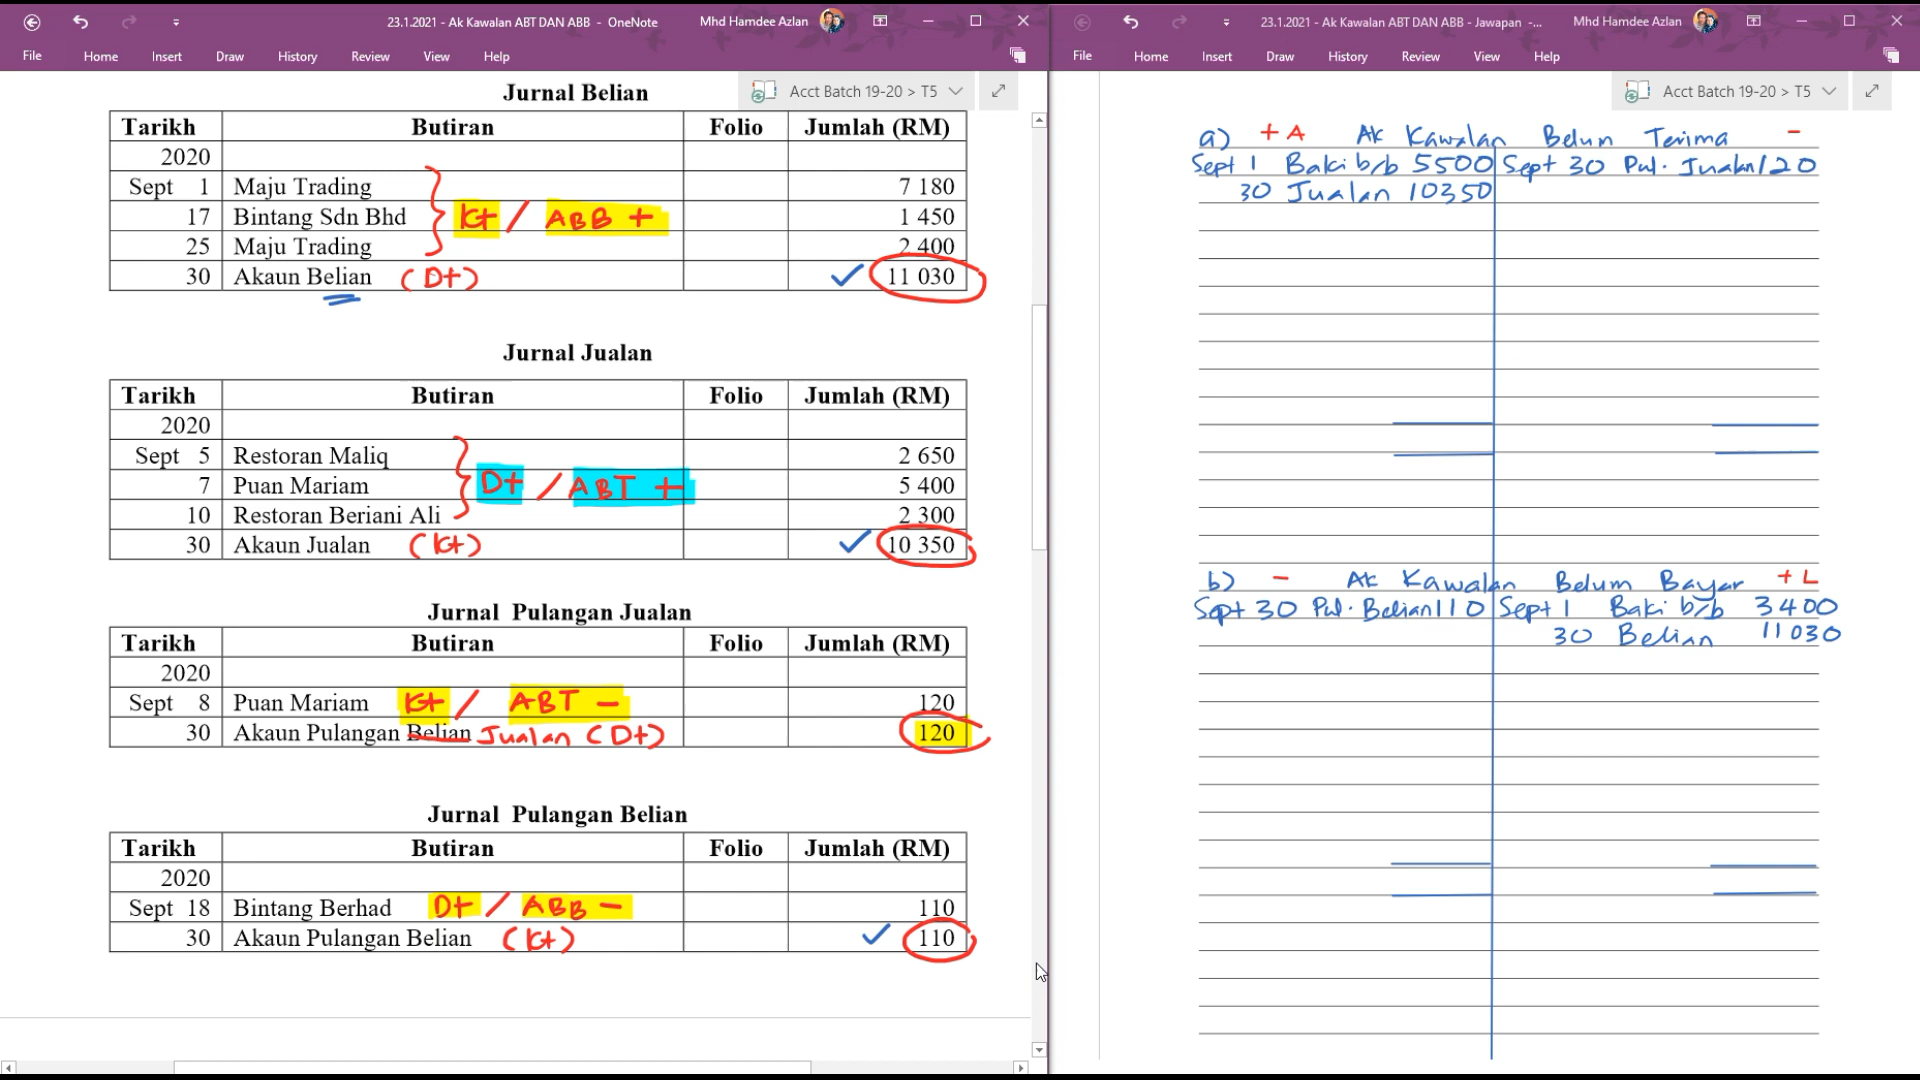 23.1.2021 - Ak Kawalan ABT DAN ABB - OneNote
Mhd Hamdee Azlan
File Home Insert Draw History Review View Help
Acct Batch 19-20 > T5
Jurnal Belian
Tarikh Butiran Folio Jumlah (RM)
2020
Sept 1 Maju Trading 7 180
17 Bintang Sdn Bhd Kt / ABB + 1 450
25 Maju Trading 2 400
30 Akaun Belian (Dt) 11 030
Jurnal Jualan
Tarikh Butiran Folio Jumlah (RM)
2020
Sept 5 Restoran Maliq 2 650
7 Puan Mariam Dt / ABT + 5 400
10 Restoran Beriani Ali 2 300
30 Akaun Jualan (Kt) 10 350
Jurnal Pulangan Jualan
Tarikh Butiran Folio Jumlah (RM)
2020
Sept 8 Puan Mariam Kt / ABT - 120
30 Akaun Pulangan Belian Jualan (Dt) 120
Jurnal Pulangan Belian
Tarikh Butiran Folio Jumlah (RM)
2020
Sept 18 Bintang Berhad Dt / ABB - 110
30 Akaun Pulangan Belian (Kt) 110
23.1.2021 - Ak Kawalan ABT DAN ABB - Jawapan -...
Mhd Hamdee Azlan
File Home Insert Draw History Review View Help
Acct Batch 19-20 > T5
a) + A Ak Kawalan Belum Terima -
Sept 1 Baki b/b 5500 Sept 30 Pul. Jualan 120
30 Jualan 10350
b) - Ak Kawalan Belum Bayar + L
Sept 30 Pul. Belian 110 Sept 1 Baki b/b 3400
30 Belian 11030